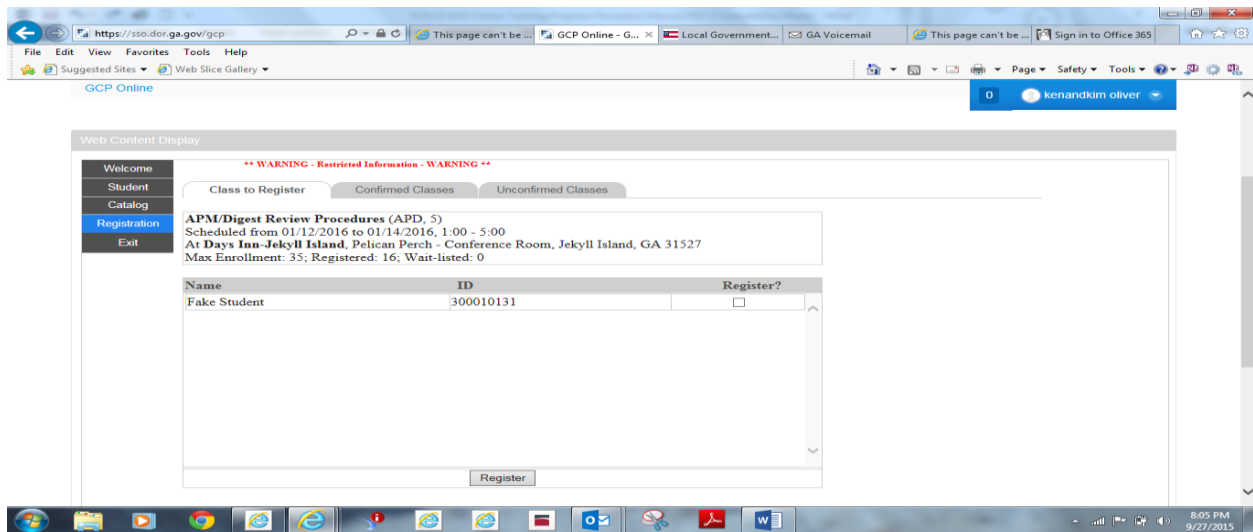 https://sso.dor.ga.gov/gcp
This page can't be ...
GCP Online - G...
Local Government...
GA Voicemail
This page can't be ...
Sign in to Office 365
File Edit View Favorites Tools Help
Suggested Sites
Web Slice Gallery
Page Safety Tools
GCP Online
0
kenandkim oliver
Web Content Display
Welcome
Student
Catalog
Registration
Exit
** WARNING - Restricted Information - WARNING **
Class to Register
Confirmed Classes
Unconfirmed Classes
APM/Digest Review Procedures (APD, 5)
Scheduled from 01/12/2016 to 01/14/2016, 1:00 - 5:00
At Days Inn-Jekyll Island, Pelican Perch - Conference Room, Jekyll Island, GA 31527
Max Enrollment: 35; Registered: 16; Wait-listed: 0
Name ID Register?
Fake Student 300010131
Register
8:05 PM
9/27/2015